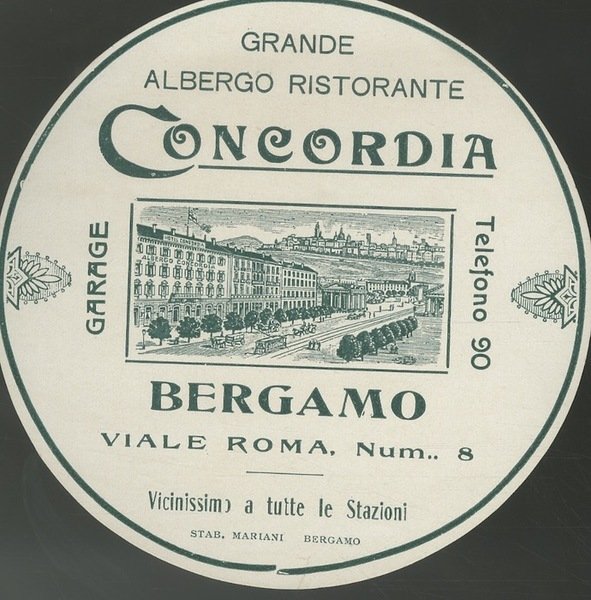 GRANDE
ALBERGO RISTORANTE
CONCORDIA
GARAGE
Telefono 90
BERGAMO
VIALE ROMA, Num.. 8
Vicinissimo a tutte le Stazioni
STAB. MARIANI BERGAMO